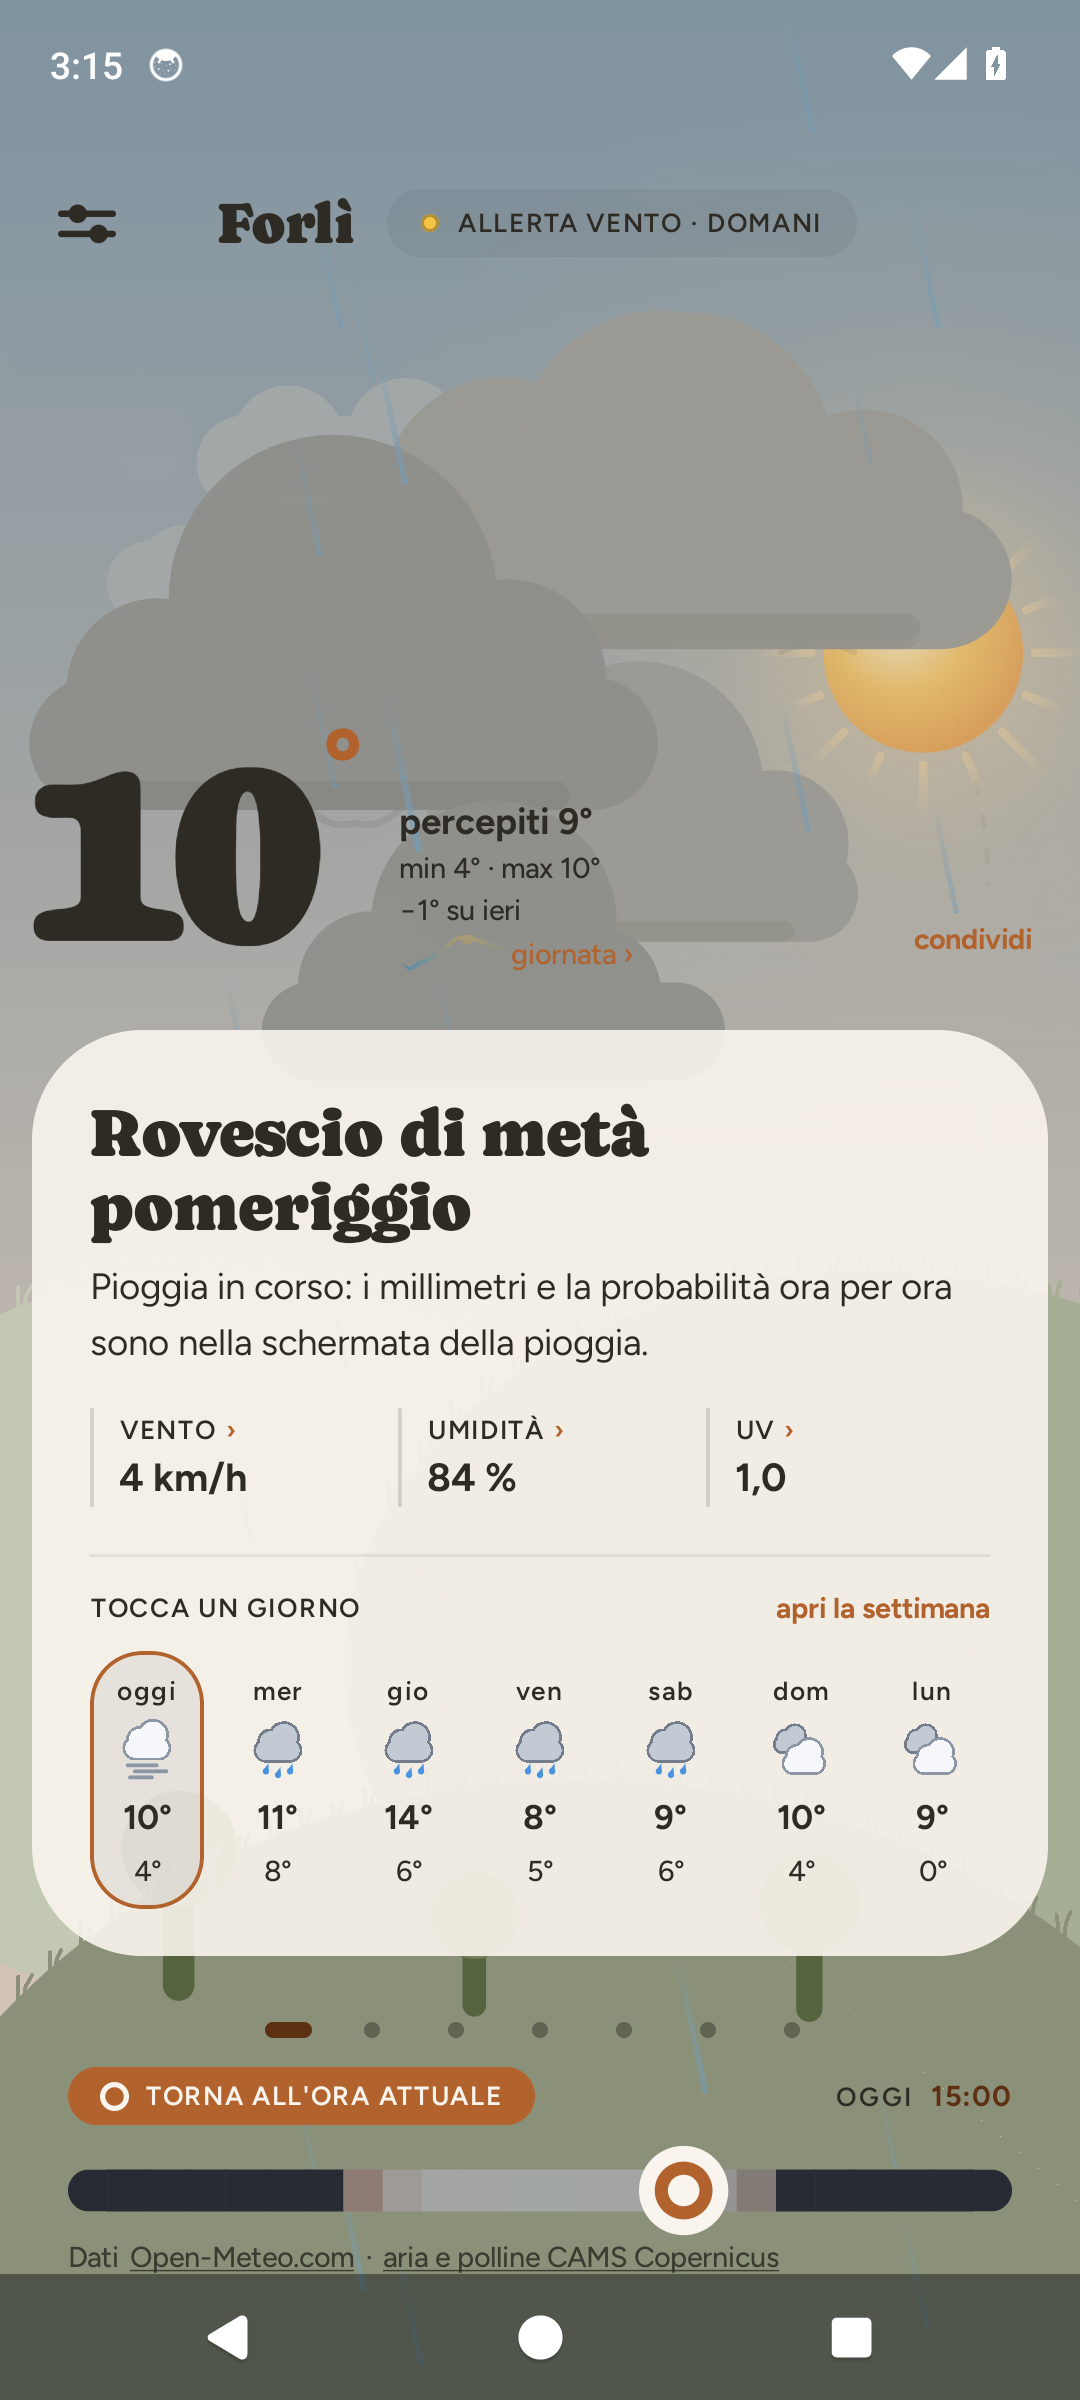 3:15
Forlì
ALLERTA VENTO · DOMANI
10°
percepiti 9°
min 4° · max 10°
−1° su ieri
giornata ›
condividi
Rovescio di metà
pomeriggio
Pioggia in corso: i millimetri e la probabilità ora per ora
sono nella schermata della pioggia.
VENTO › UMIDITÀ › UV ›
4 km/h 84 % 1,0
TOCCA UN GIORNO apri la settimana
oggi mer gio ven sab dom lun
10° 11° 14° 8° 9° 10° 9°
4° 8° 6° 5° 6° 4° 0°
TORNA ALL'ORA ATTUALE OGGI 15:00
Dati Open-Meteo.com · aria e polline CAMS Copernicus